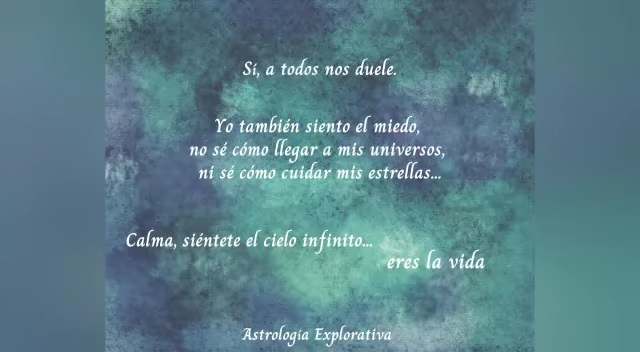 Sí, a todos nos duele.
Yo también siento el miedo,
no sé cómo llegar a mis universos,
ni sé cómo cuidar mis estrellas...
Calma, siéntete el cielo infinito...
eres la vida
Astrología Explorativa